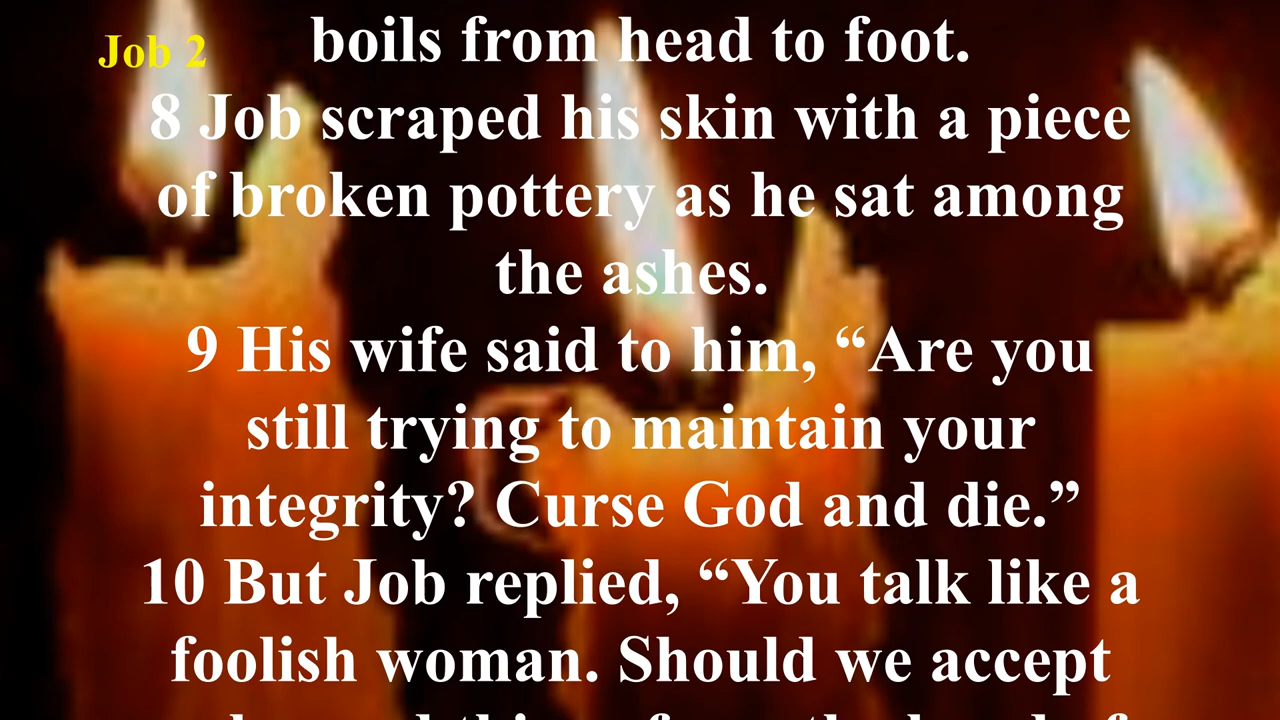 Job 2
boils from head to foot.
8 Job scraped his skin with a piece
of broken pottery as he sat among
the ashes.
9 His wife said to him, “Are you
still trying to maintain your
integrity? Curse God and die.”
10 But Job replied, “You talk like a
foolish woman. Should we accept